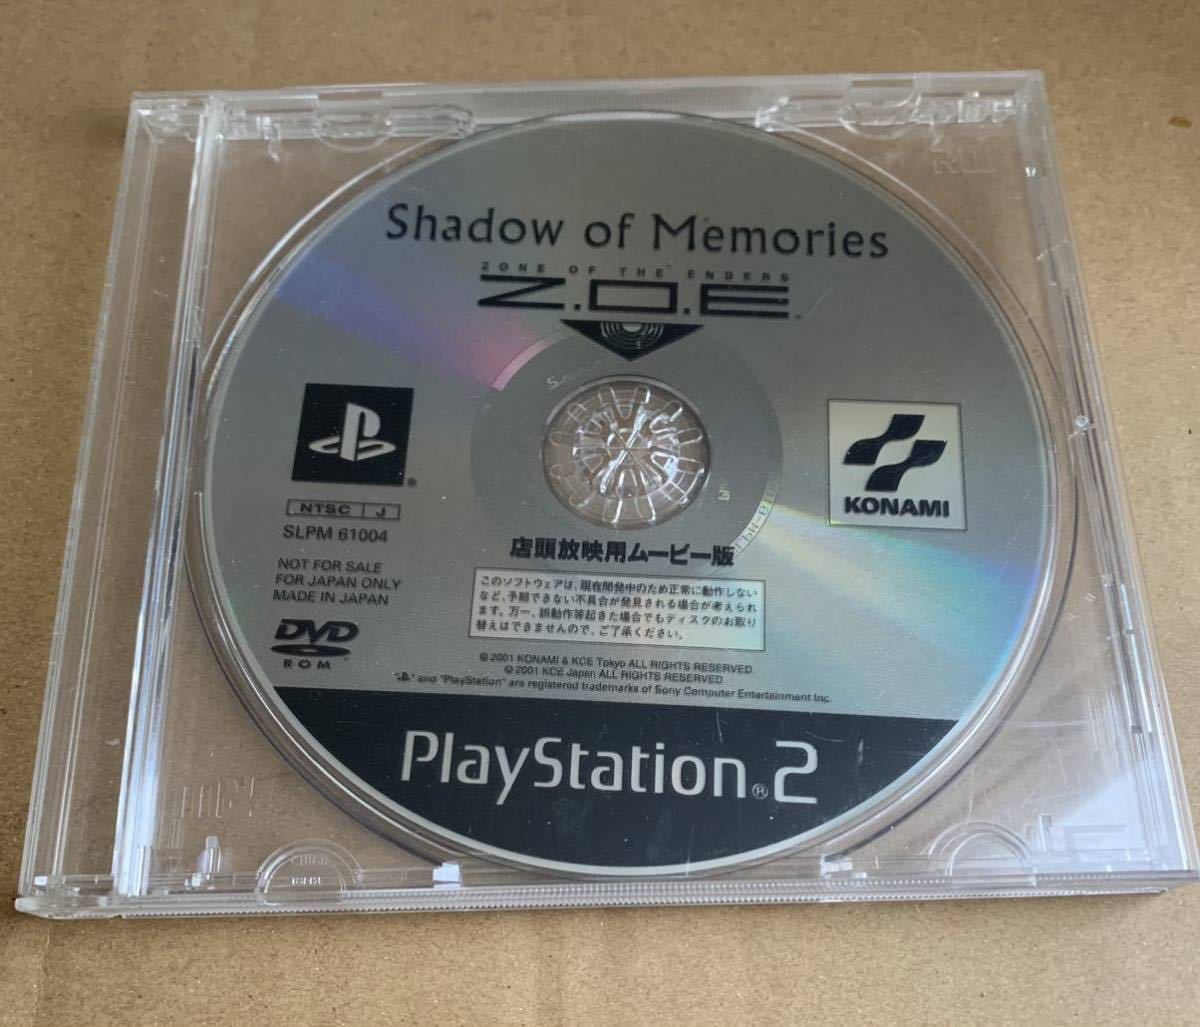 Shadow of Memories
ZONE OF THE ENDERS
Z.O.E™
NTSC J
SLPM 61004
NOT FOR SALE
FOR JAPAN ONLY
MADE IN JAPAN
DVD
ROM
KONAMI
店頭放映用ムービー版
このソフトウェアは、現在開発中のため正常に動作しない
など、予期できない不具合が発見される場合が考えられ
ます。万一、誤動作等起きた場合でもディスクのお取り
替えはできませんので、ご了承ください。
©2001 KONAMI & KCE Tokyo ALL RIGHTS RESERVED.
©2001 KCE Japan ALL RIGHTS RESERVED.
" " and "PlayStation" are registered trademarks of Sony Computer Entertainment Inc.
PlayStation®2